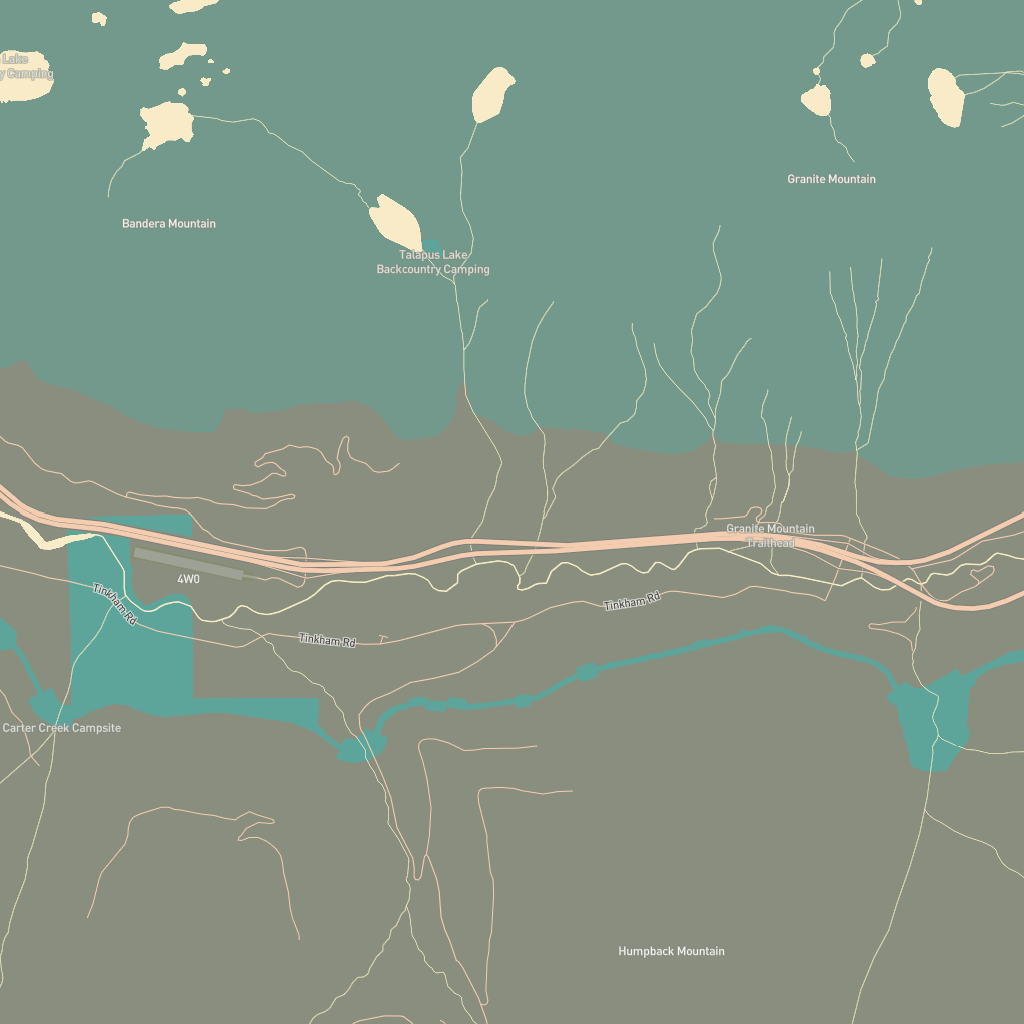 Lake
y Camping
Granite Mountain
Bandera Mountain
Talapus Lake
Backcountry Camping
Granite Mountain
Trailhead
4W0
Tinkham Rd
Tinkham Rd
Tinkham Rd
Carter Creek Campsite
Humpback Mountain